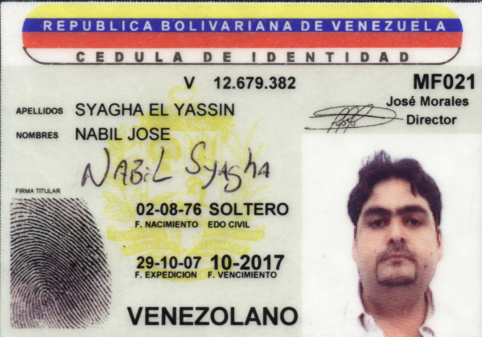 REPUBLICA BOLIVARIANA DE VENEZUELA
CEDULA DE IDENTIDAD
V 12.679.382 MF021
José Morales
Director
APELLIDOS SYAGHA EL YASSIN
NOMBRES NABIL JOSE
NABiL Syagha
FIRMA TITULAR
02-08-76 SOLTERO
F. NACIMIENTO EDO CIVIL
29-10-07 10-2017
F. EXPEDICION F. VENCIMIENTO
VENEZOLANO